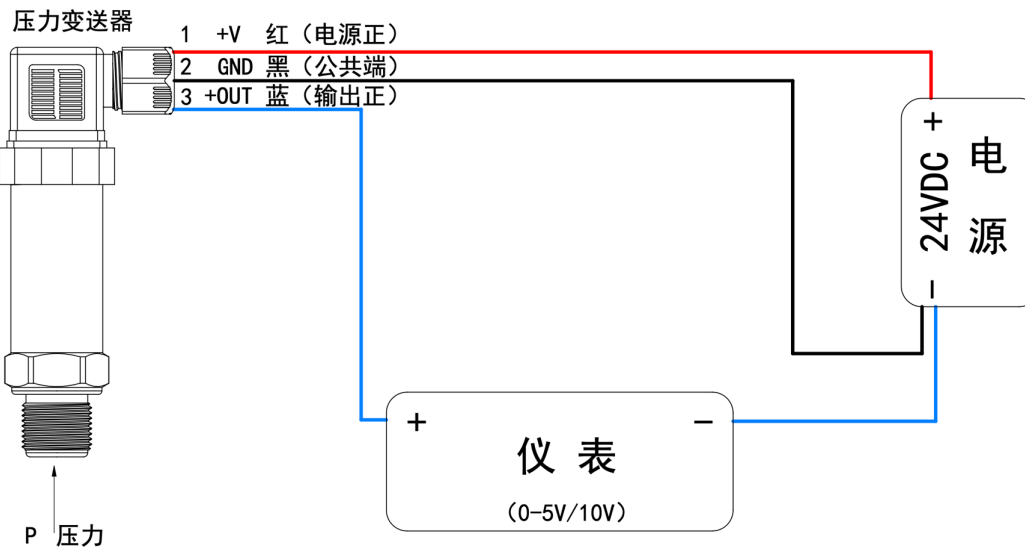 压力变送器
1 +V 红（电源正）
2 GND 黑（公共端）
3 +OUT 蓝（输出正）
+ 24VDC −
电源
+ −
仪 表
（0-5V/10V）
P 压力